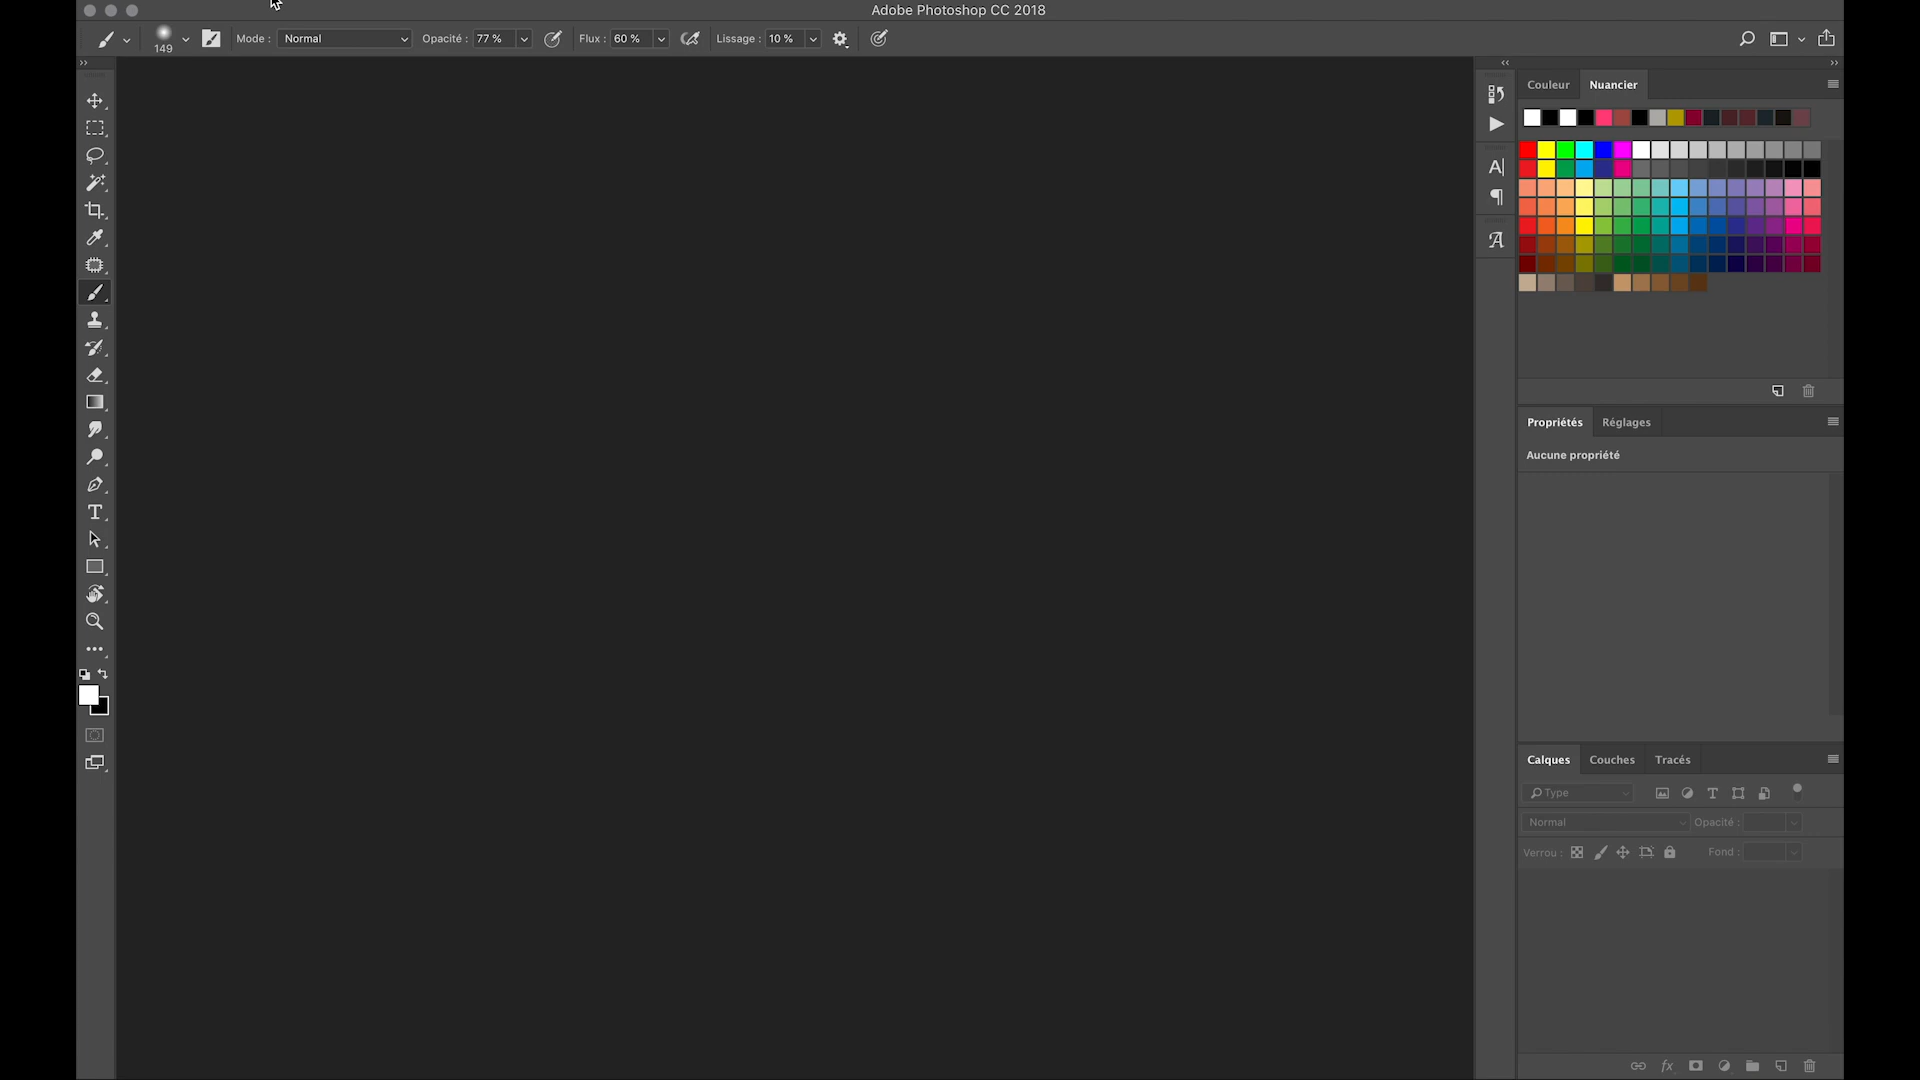 Adobe Photoshop CC 2018
149 Mode : Normal Opacité : 77 % Flux : 60 % Lissage : 10 %
Couleur Nuancier
Propriétés Réglages
Aucune propriété
Calques Couches Tracés
Type
Normal Opacité :
Verrou : Fond :